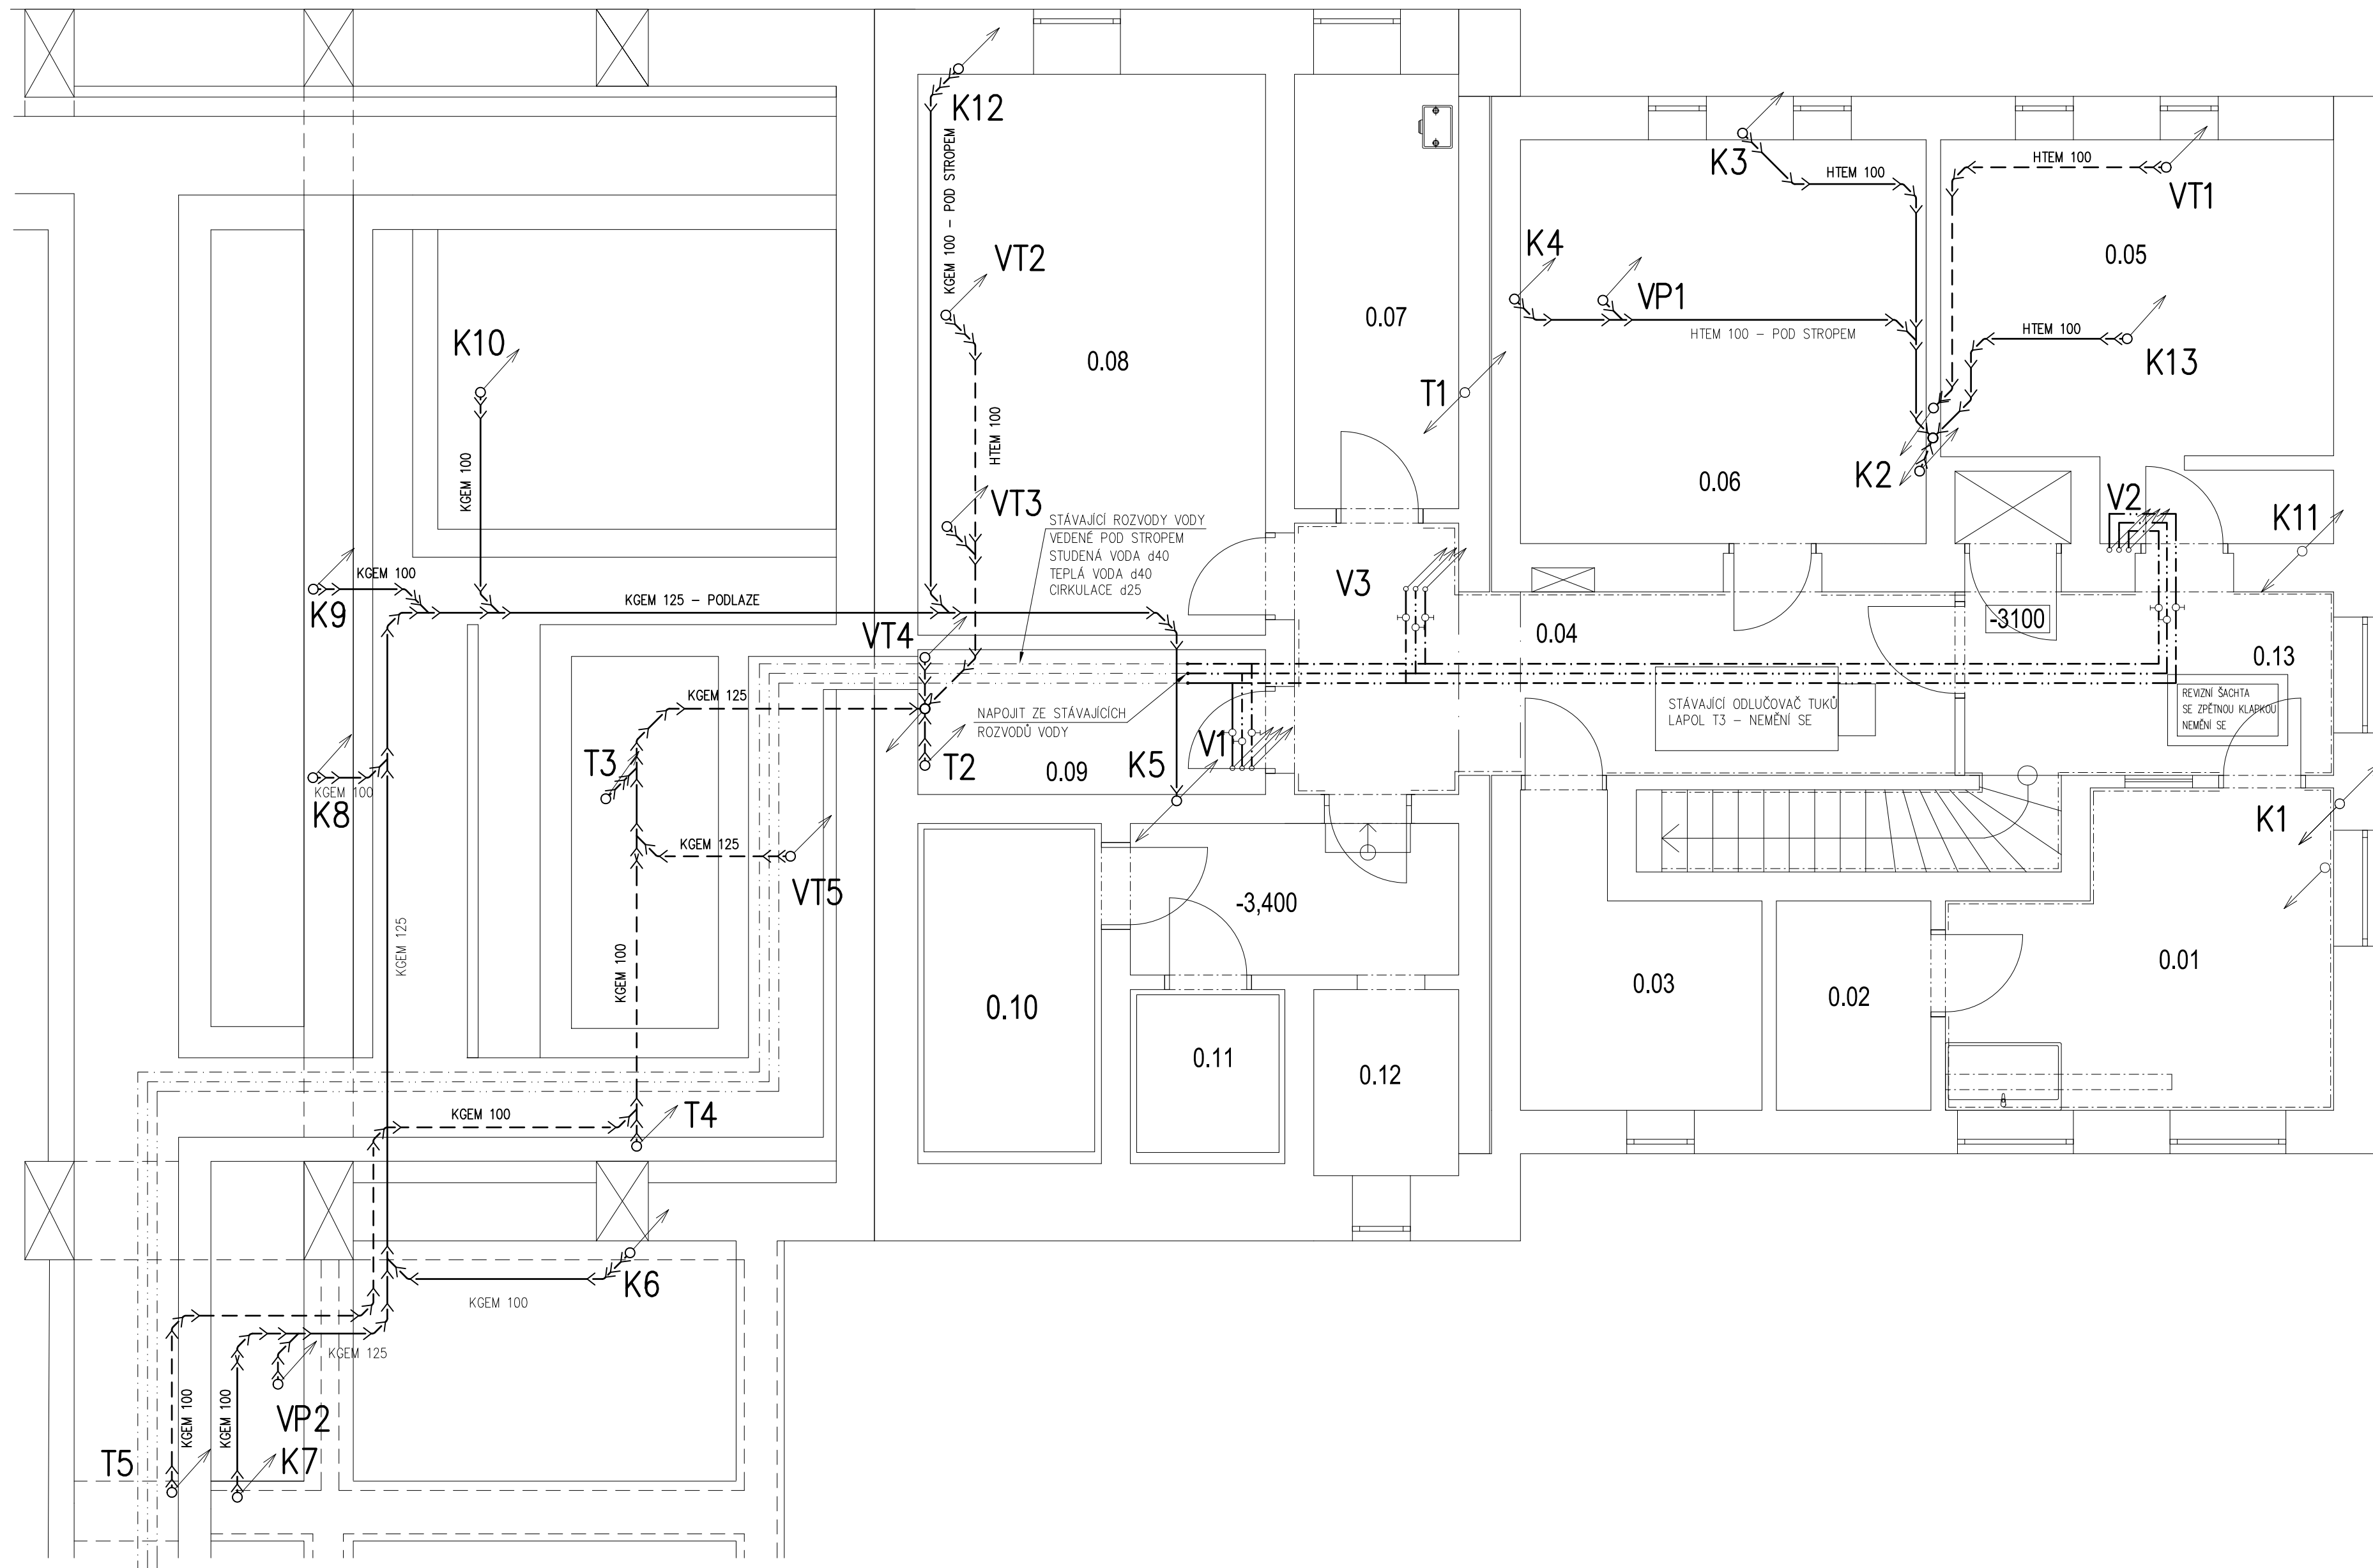 K12
KGEM 100 - POD STROPEM
K3
HTEM 100
HTEM 100
VT1
K4
VP1
HTEM 100 - POD STROPEM
0.05
VT2
0.07
K10
0.08
HTEM 100
K13
T1
HTEM 100
KGEM 100
VT3
0.06
K2
V2
K11
STÁVAJÍCÍ ROZVODY VODY
VEDENÉ POD STROPEM
STUDENÁ VODA d40
TEPLÁ VODA d40
CIRKULACE d25
KGEM 100
K9
KGEM 125 - PODLAZE
V3
VT4
0.04
-3100
0.13
KGEM 125
NAPOJIT ZE STÁVAJÍCÍCH
ROZVODŮ VODY
STÁVAJÍCÍ ODLUČOVAČ TUKŮ
LAPOL T3 - NEMĚNÍ SE
REVIZNÍ ŠACHTA
SE ZPĚTNOU KLAPKOU
NEMĚNÍ SE
T3
T2
0.09
K5
V1
KGEM 100
K8
KGEM 125
VT5
K1
-3,400
KGEM 125
KGEM 100
0.10
0.11
0.12
0.03
0.02
0.01
KGEM 100
T4
K6
KGEM 100
KGEM 125
KGEM 100
KGEM 100
VP2
T5
K7